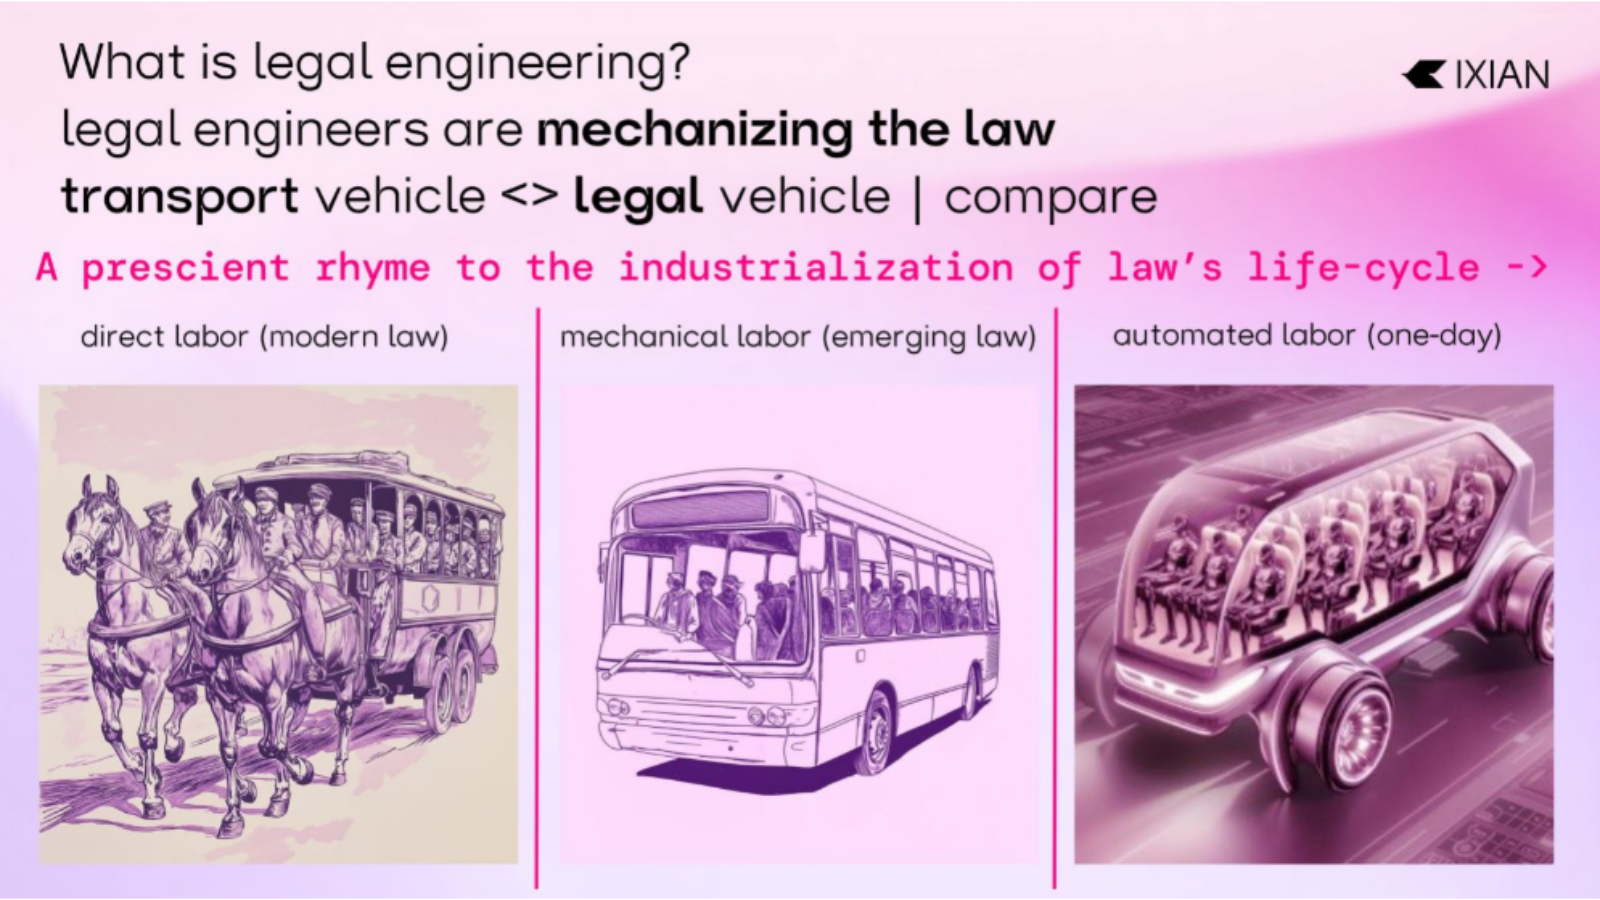 What is legal engineering?
IXIAN
legal engineers are mechanizing the law
transport vehicle <> legal vehicle | compare
A prescient rhyme to the industrialization of law’s life-cycle ->
direct labor (modern law)
mechanical labor (emerging law)
automated labor (one-day)